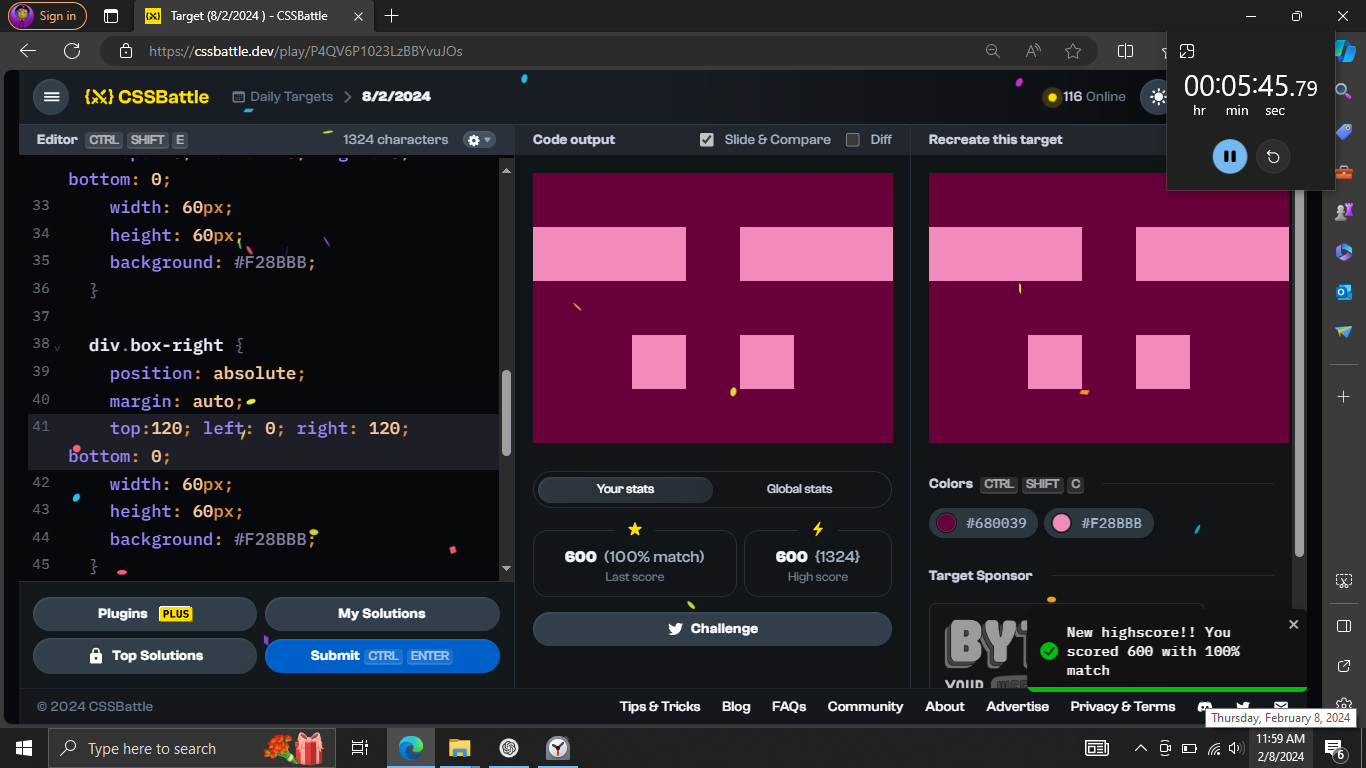 Sign in
Target (8/2/2024 ) - CSSBattle
https://cssbattle.dev/play/P4QV6P1023LzBBYvuJOs
00:05:45.79
hr min sec
CSSBattle
Daily Targets
8/2/2024
116 Online
Editor CTRL SHIFT E
1324 characters
Code output
Slide & Compare
Diff
Recreate this target
bottom: 0;
33 width: 60px;
34 height: 60px;
35 background: #F28BBB;
36 }
37
38 div.box-right {
39 position: absolute;
40 margin: auto;
41 top:120; left: 0; right: 120;
bottom: 0;
42 width: 60px;
43 height: 60px;
44 background: #F28BBB;
45 }
Your stats
Global stats
600 (100% match)
Last score
600 {1324}
High score
Challenge
Colors CTRL SHIFT C
#680039
#F28BBB
Target Sponsor
Plugins PLUS
My Solutions
Top Solutions
Submit CTRL ENTER
New highscore!! You
scored 600 with 100%
match
© 2024 CSSBattle
Tips & Tricks
Blog
FAQs
Community
About
Advertise
Privacy & Terms
Thursday, February 8, 2024
Type here to search
11:59 AM
2/8/2024
6